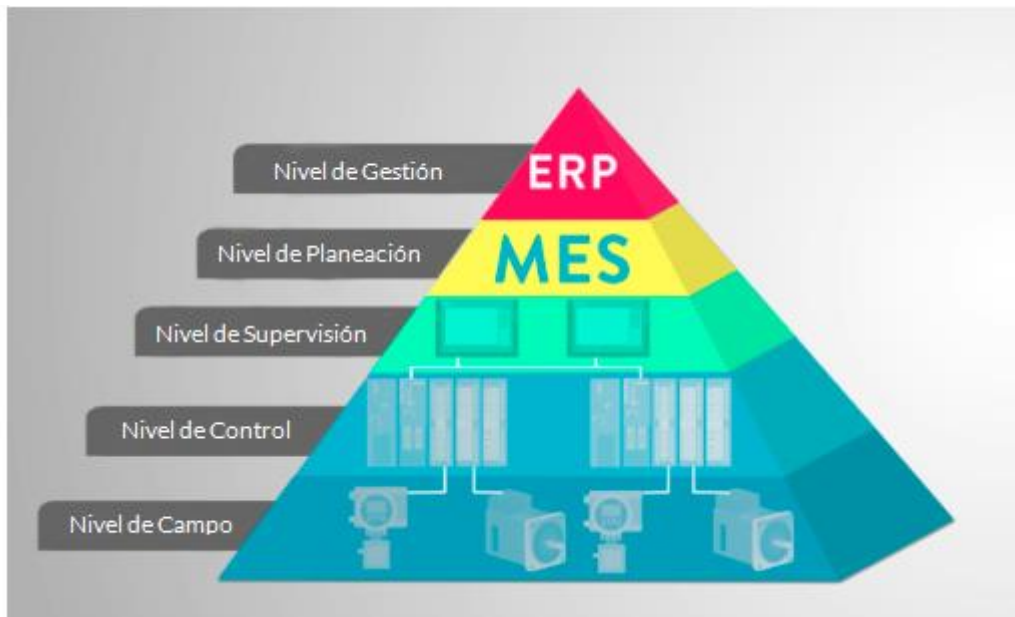 Nivel de Gestión
ERP
Nivel de Planeación
MES
Nivel de Supervisión
Nivel de Control
Nivel de Campo